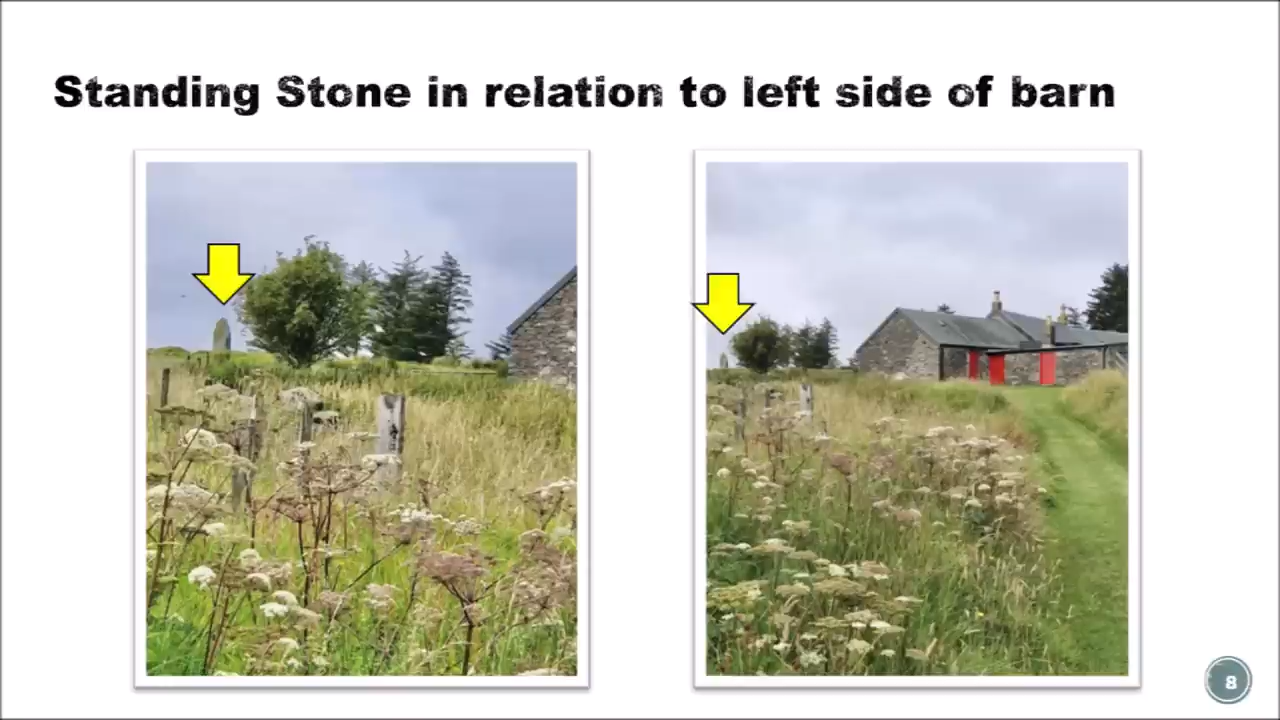 Standing Stone in relation to left side of barn
8